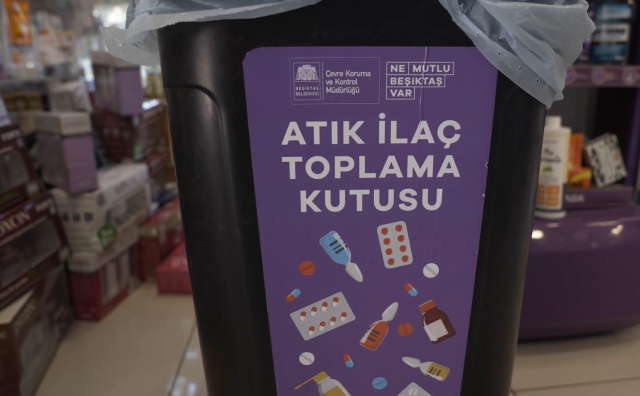 BEŞİKTAŞ
BELEDİYESİ
Çevre Koruma
ve Kontrol
Müdürlüğü
NE MUTLU
BEŞİKTAŞ
VAR
ATIK İLAÇ
TOPLAMA
KUTUSU